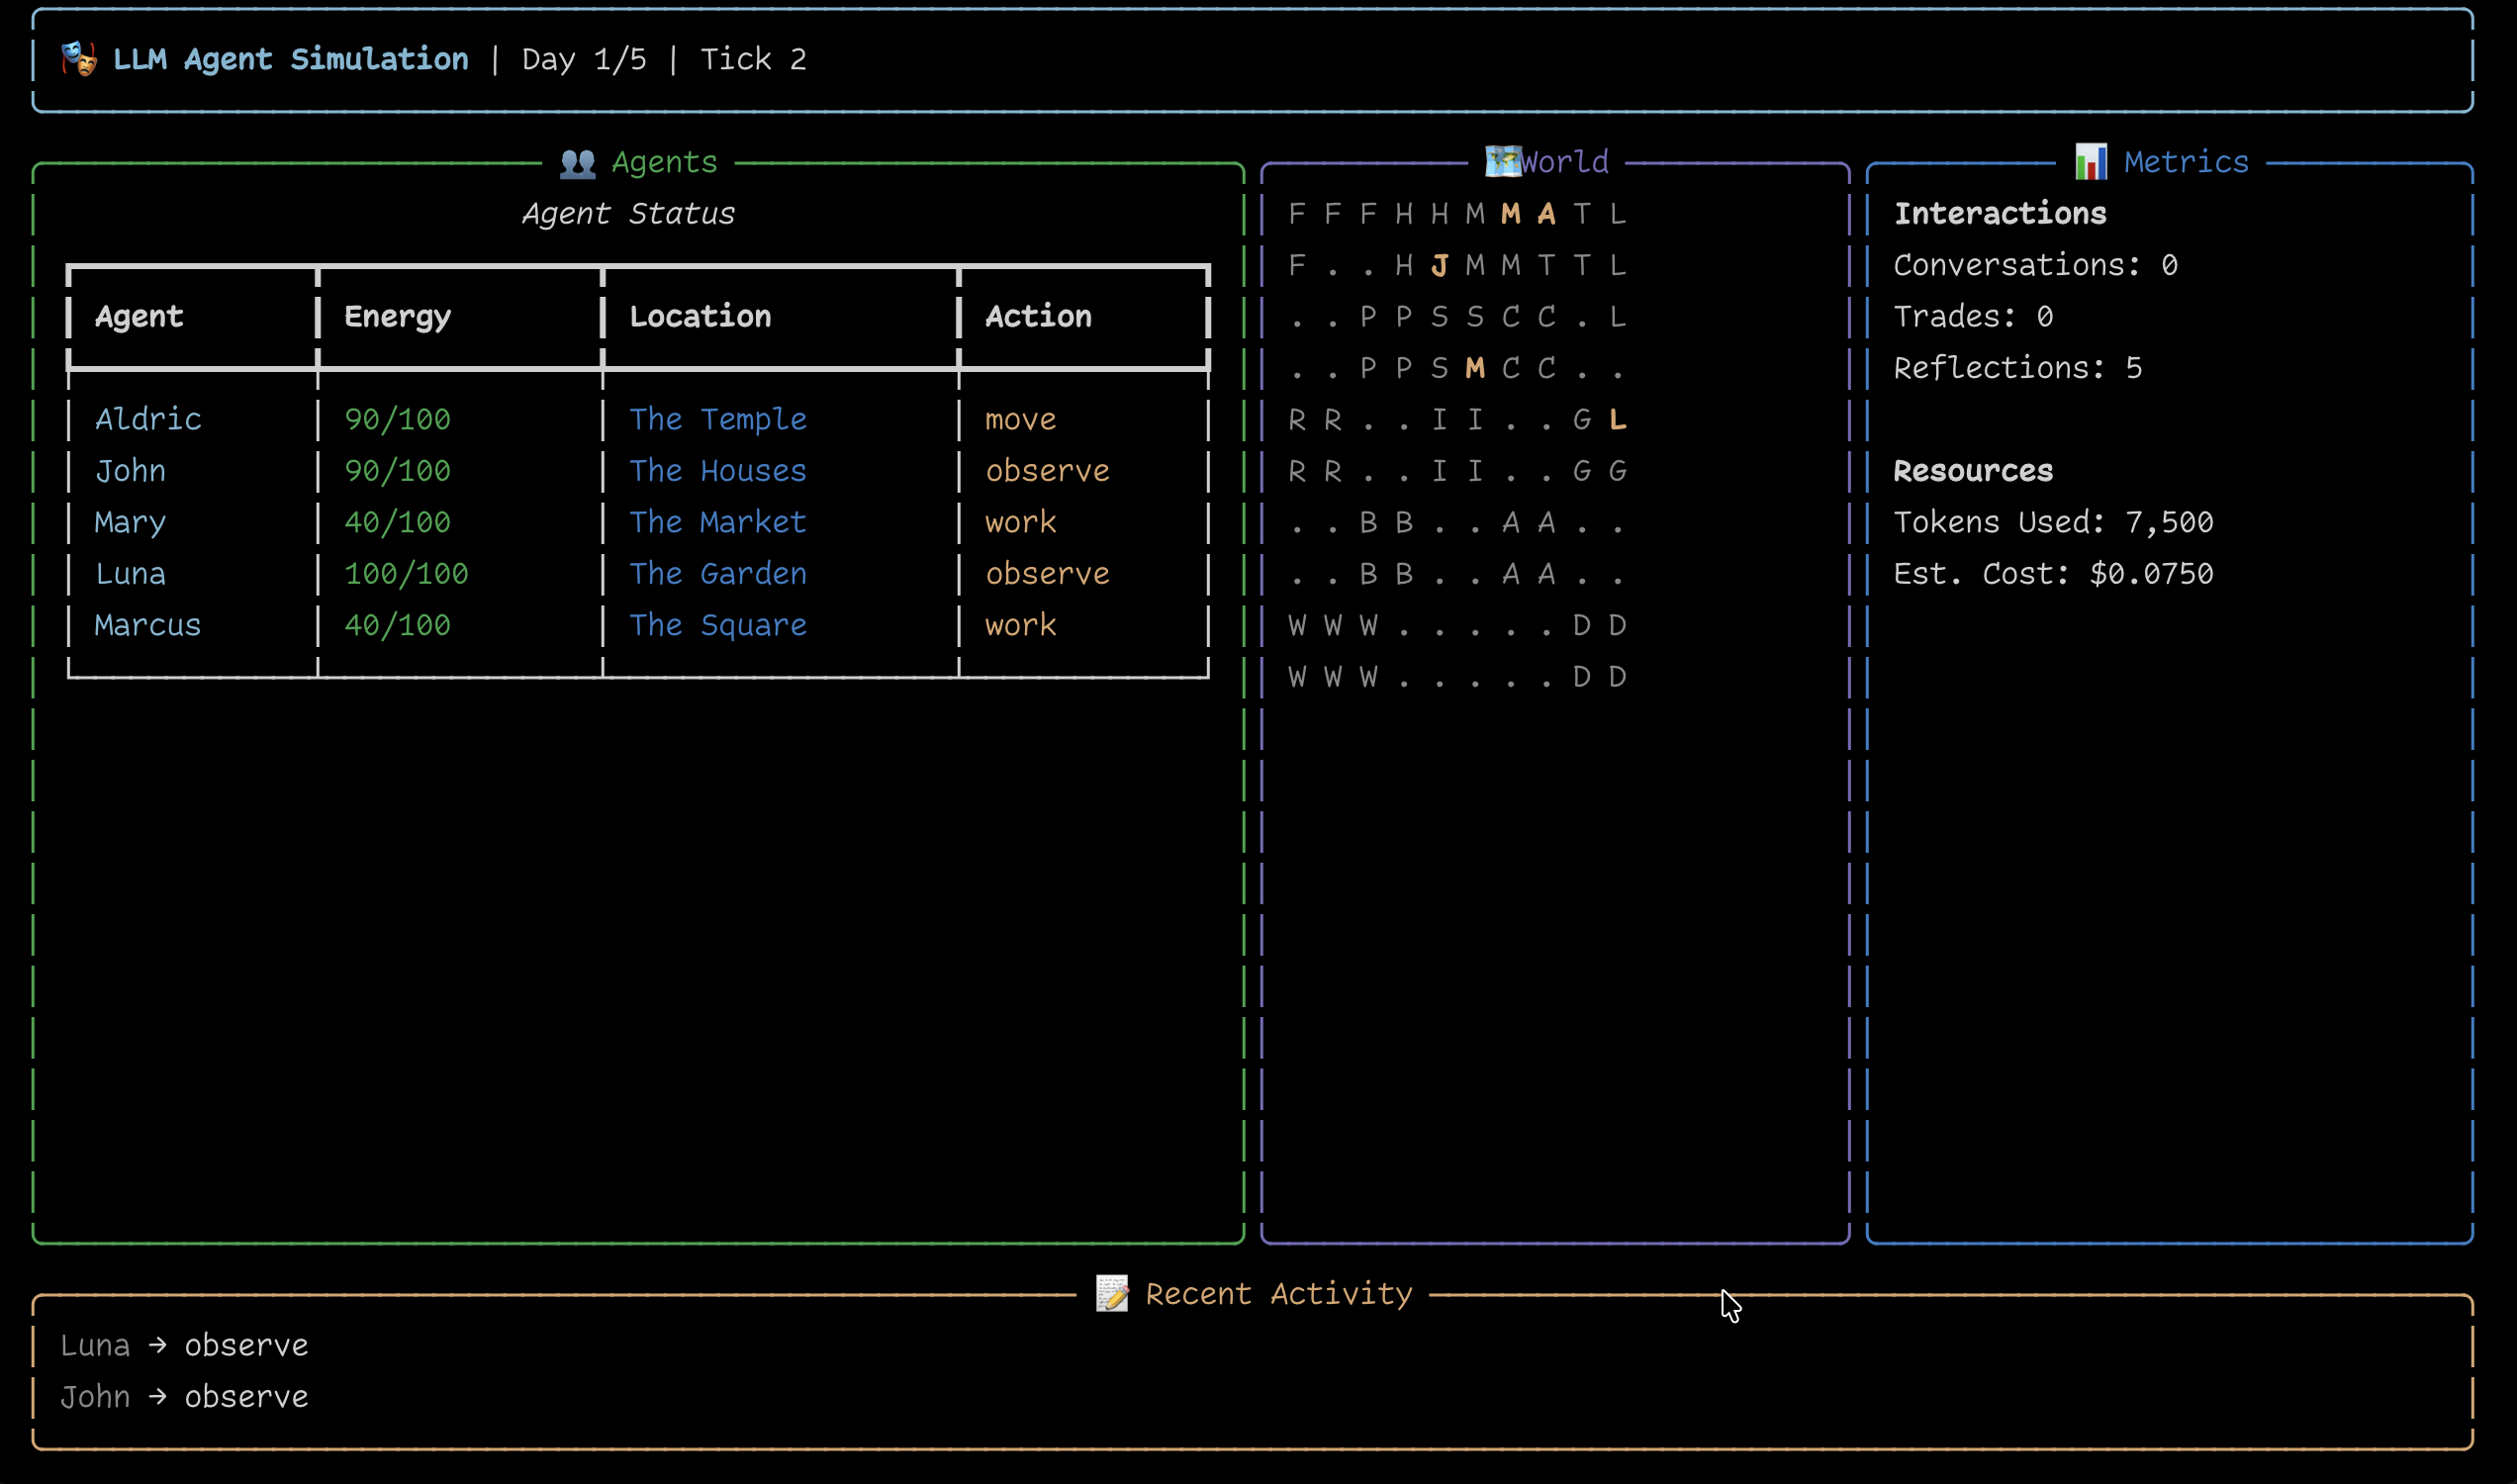 LLM Agent Simulation | Day 1/5 | Tick 2
Agents
Agent Status
Agent Energy Location Action
Aldric 90/100 The Temple move
John 90/100 The Houses observe
Mary 40/100 The Market work
Luna 100/100 The Garden observe
Marcus 40/100 The Square work
World
F F F H H M M A T L
F . . H J M M T T L
. . P P S S C C . L
. . P P S M C C . .
R R . . I I . . G L
R R . . I I . . G G
. . B B . . A A . .
. . B B . . A A . .
W W W . . . . . D D
W W W . . . . . D D
Metrics
Interactions
Conversations: 0
Trades: 0
Reflections: 5
Resources
Tokens Used: 7,500
Est. Cost: $0.0750
Recent Activity
Luna → observe
John → observe